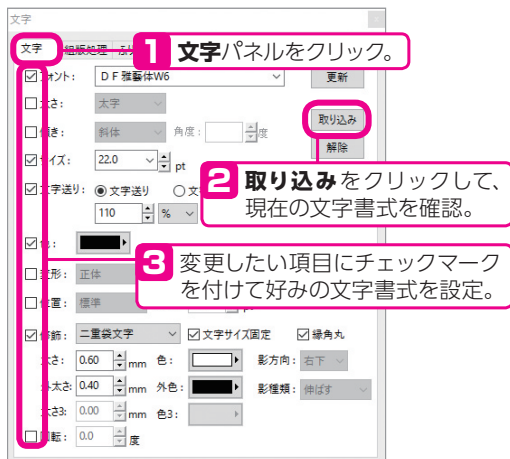 文字
文字 組版処理
1 文字パネルをクリック。
フォント: ＤＦ雅藝体W6 更新
太字
取り込み
斜体 角度: 度
解除
サイズ: 22.0 pt
2 取り込みをクリックして、
現在の文字書式を確認。
文字送り: 文字送り
110 %
3 変更したい項目にチェックマーク
を付けて好みの文字書式を設定。
変形: 正体
位置: 標準
修飾: 二重袋文字 文字サイズ固定 縁角丸
太さ: 0.60 mm 色: 影方向: 右下
外太さ: 0.40 mm 外色: 影種類: 伸ばす
太さ3: 0.00 mm 色3:
回転: 0.0 度